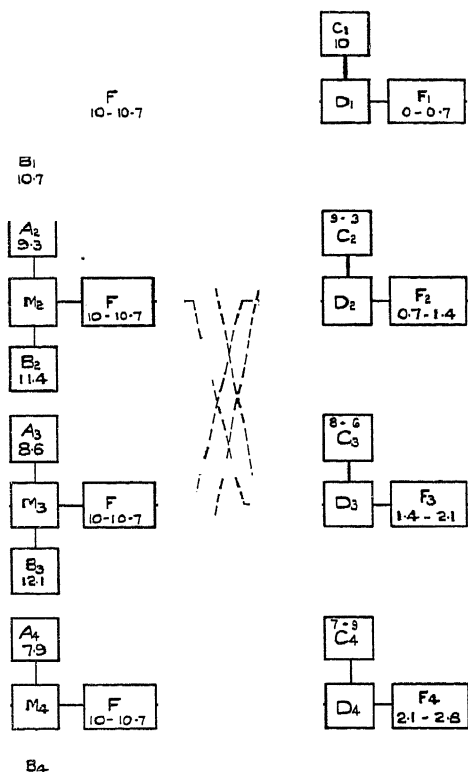 C1
10
F
10-10.7
D1
F1
0-0.7
B1
10.7
A2
9.3
9-3
C2
M2
F
10-10.7
D2
F2
0.7-1.4
B2
11.4
A3
8.6
8-6
C3
M3
F
10-10.7
D3
F3
1.4-2.1
B3
12.1
A4
7.9
7-9
C4
M4
F
10-10.7
D4
F4
2.1-2.8
B4